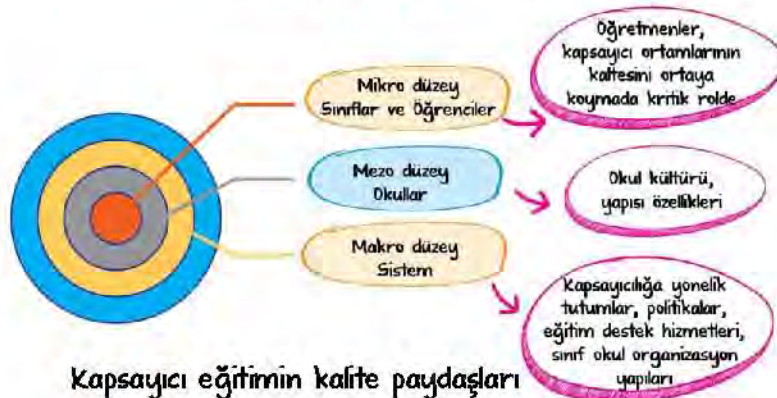 Mikro düzey
Sınıflar ve Öğrenciler
Öğretmenler,
kapsayıcı ortamlarının
kaltesini ortaya
koymada kritik rolde
Mezo düzey
Okullar
Okul kültürü,
yapısı özellikleri
Makro düzey
Sistem
Kapsayıcılığa yönelik
tutumlar, politikalar,
eğitim destek hizmetleri,
sınıf okul organizasyon
yapıları
Kapsayıcı eğitimin kalite paydaşları